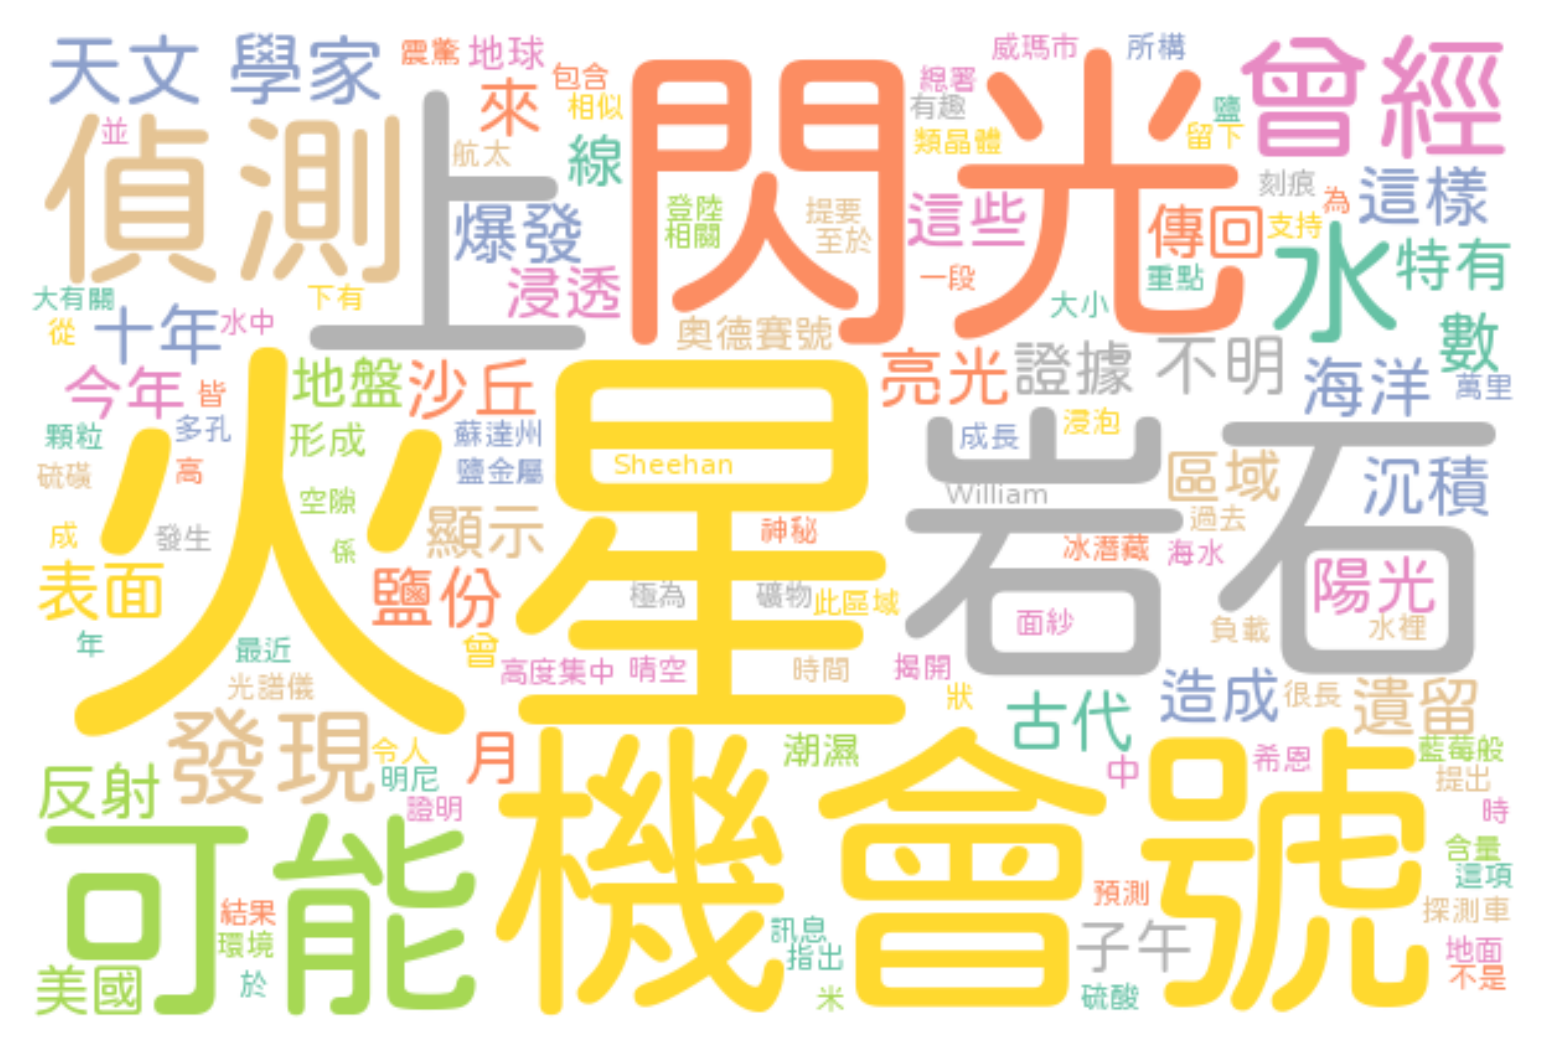 天文 學家 震驚 地球 威瑪市 所構 曾經
包含 來 相似 總署 有趣 鹽
偵測 並 上 航太 線 閃光 類晶體 留下
登陸 提要 這些 刻痕 為 這樣
爆發 相關 至於 傳回 支持 水 特有
浸透 一段 重點
大有關 下有 大小
從 十年 水中 奧德賽號 數
今年 皆 地盤 沙丘 亮光 證據 不明 海洋 萬里
顆粒 多孔 形成 蘇達州 成長 浸泡
火星 岩石
硫磺 高 鹽金屬 Sheehan William 區域 沉積
空隙 過去
成 發生 係 顯示 神秘 冰潛藏 海水
表面 鹽份 極為 礦物 此區域 陽光
面紗 負載 水裡
年 最近 曾 高度集中 晴空 時間 揭開
光譜儀 狀 造成 很長 遺留
發現 令人 月 潮濕 古代 希恩 藍莓般
反射 明尼 中 提出
證明 時
可能 機會號
含量
結果 預測 這項
環境 訊息 子午 探測車
美國 於 指出 地面
米 硫酸 不是